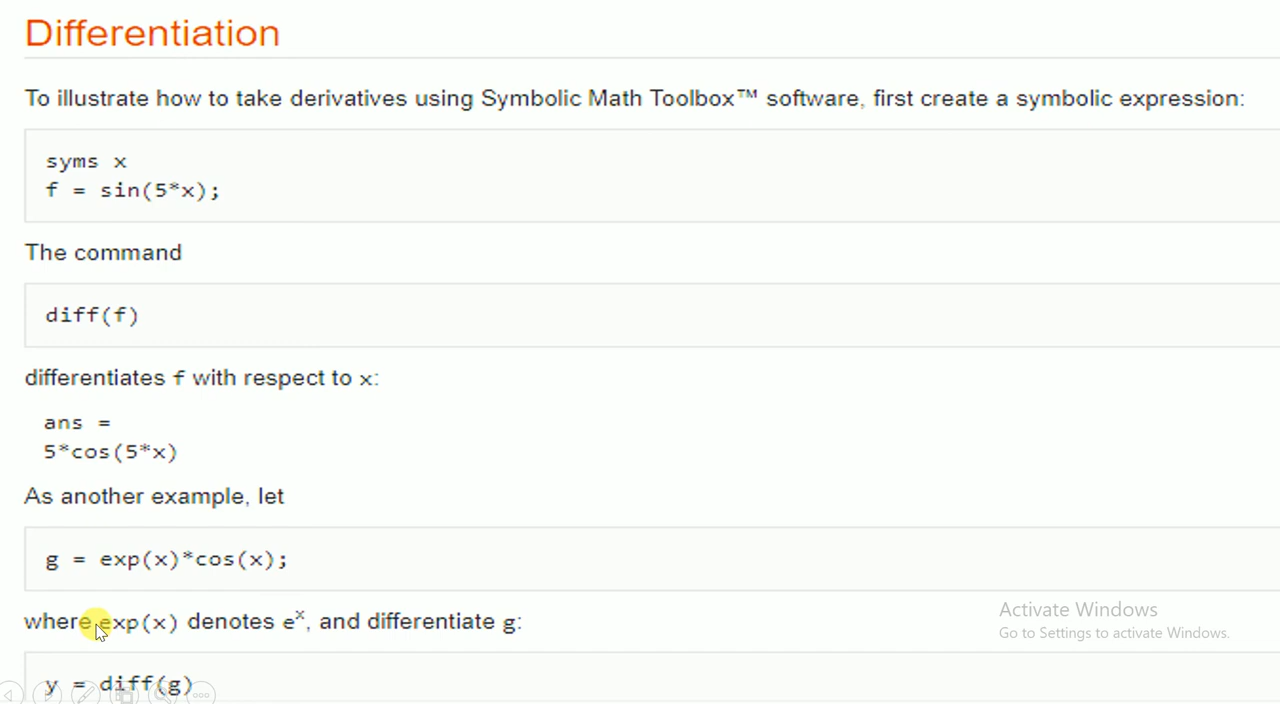 Differentiation
To illustrate how to take derivatives using Symbolic Math Toolbox™ software, first create a symbolic expression:
syms x
f = sin(5*x);
The command
diff(f)
differentiates f with respect to x:
ans =
5*cos(5*x)
As another example, let
g = exp(x)*cos(x);
where exp(x) denotes eˣ, and differentiate g:
y = diff(g)
Activate Windows
Go to Settings to activate Windows.